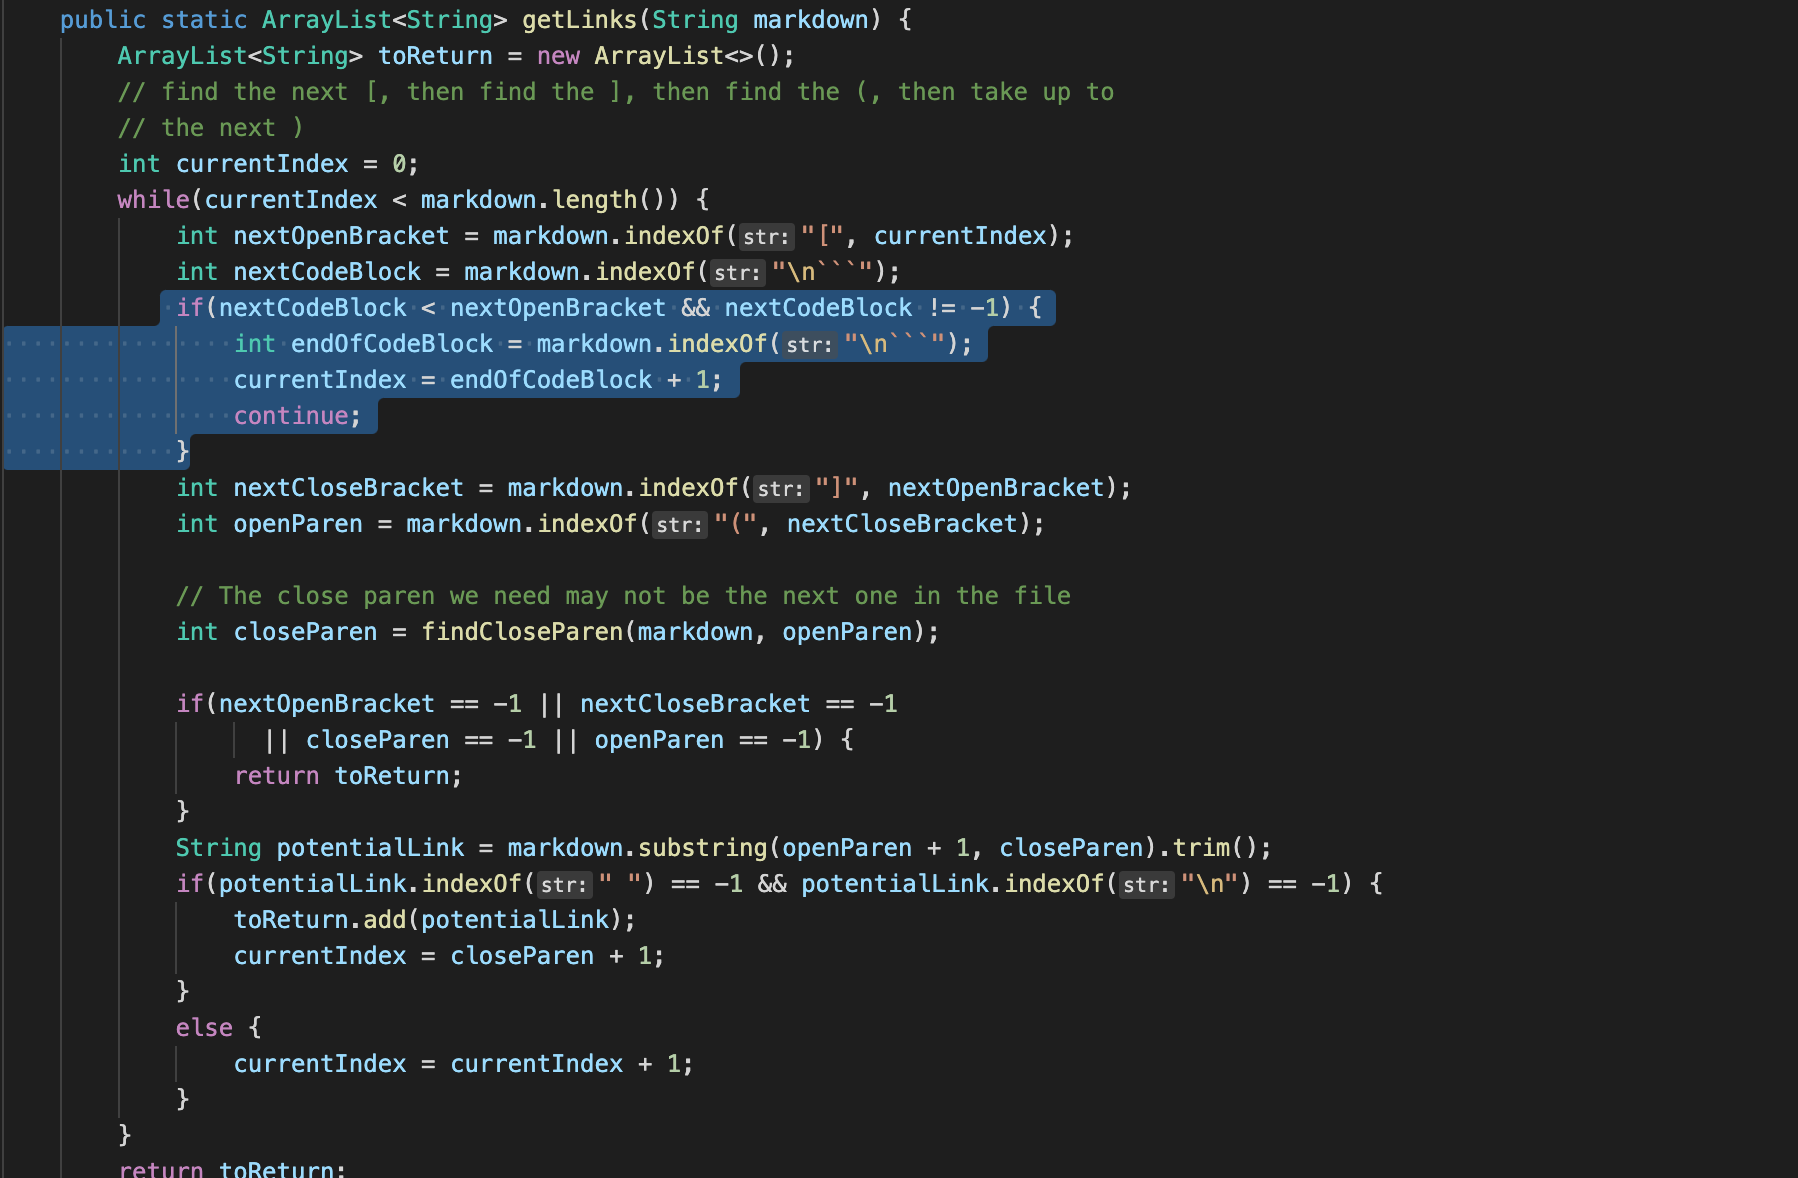 public static ArrayList<String> getLinks(String markdown) {
ArrayList<String> toReturn = new ArrayList<>();
// find the next [, then find the ], then find the (, then take up to
// the next )
int currentIndex = 0;
while(currentIndex < markdown.length()) {
int nextOpenBracket = markdown.indexOf(str: "[", currentIndex);
int nextCodeBlock = markdown.indexOf(str: "\n```");
if(nextCodeBlock < nextOpenBracket && nextCodeBlock != -1) {
int endOfCodeBlock = markdown.indexOf(str: "\n```");
currentIndex = endOfCodeBlock + 1;
continue;
}
int nextCloseBracket = markdown.indexOf(str: "]", nextOpenBracket);
int openParen = markdown.indexOf(str: "(", nextCloseBracket);
// The close paren we need may not be the next one in the file
int closeParen = findCloseParen(markdown, openParen);
if(nextOpenBracket == -1 || nextCloseBracket == -1
|| closeParen == -1 || openParen == -1) {
return toReturn;
}
String potentialLink = markdown.substring(openParen + 1, closeParen).trim();
if(potentialLink.indexOf(str: " ") == -1 && potentialLink.indexOf(str: "\n") == -1) {
toReturn.add(potentialLink);
currentIndex = closeParen + 1;
}
else {
currentIndex = currentIndex + 1;
}
}
return toReturn;